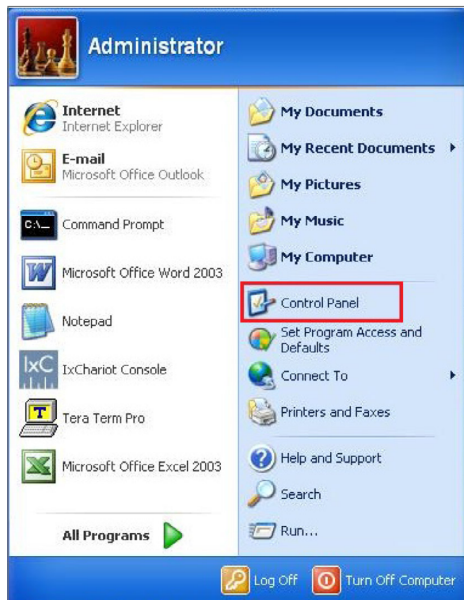 Administrator
Internet
Internet Explorer
E-mail
Microsoft Office Outlook
C:\_
Command Prompt
Microsoft Office Word 2003
Notepad
IxC
IxChariot Console
T
Tera Term Pro
Microsoft Office Excel 2003
All Programs
My Documents
My Recent Documents
My Pictures
My Music
My Computer
Control Panel
Set Program Access and
Defaults
Connect To
Printers and Faxes
Help and Support
Search
Run...
Log Off
Turn Off Computer